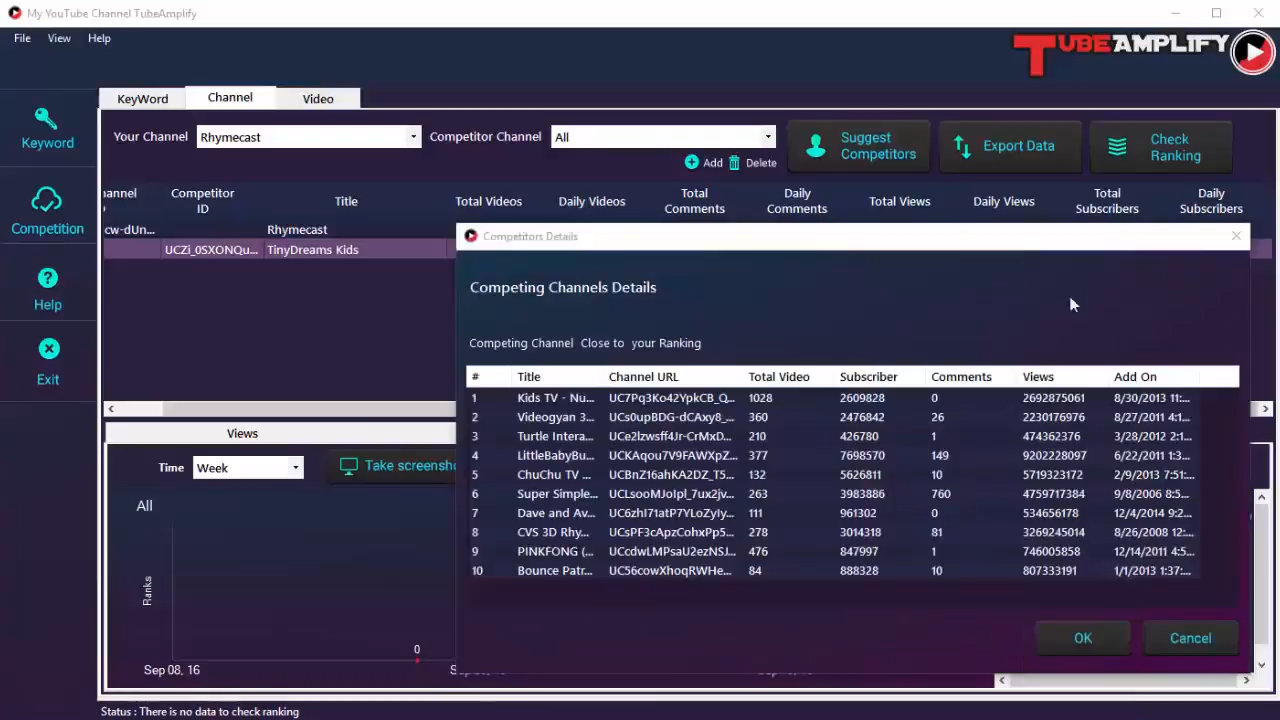 My YouTube Channel TubeAmplify
File View Help
TUBEAMPLIFY
KeyWord Channel Video
Keyword
Competition
Help
Exit
Your Channel Rhymecast Competitor Channel All
Add Delete
Suggest Competitors
Export Data
Check Ranking
hannel Competitor ID Title Total Videos Daily Videos Total Comments Daily Comments Total Views Daily Views Total Subscribers Daily Subscribers
cw-dUn... Rhymecast
UCZi_0SXONQu... TinyDreams Kids
Competitors Details
Competing Channels Details
Competing Channel Close to your Ranking
# Title Channel URL Total Video Subscriber Comments Views Add On
1 Kids TV - Nu... UC7Pq3Ko42YpkCB_Q... 1028 2609828 0 2692875061 8/30/2013 11:...
2 Videogyan 3... UCs0upBDG-dCAxy8_... 360 2476842 26 2230176976 8/27/2011 4:1...
3 Turtle Intera... UCe2lzwsff4Jr-CrMxD... 210 426780 1 474362376 3/28/2012 2:1...
4 LittleBabyBu... UCKAqou7V9FAWXpZ... 377 7698570 149 9202228097 6/22/2011 1:3...
5 ChuChu TV ... UCBnZ16ahKA2DZ_T5... 132 5626811 10 5719323172 2/9/2013 7:51:...
6 Super Simple... UCLsooMJoIpl_7ux2jv... 263 3983886 760 4759717384 9/8/2006 8:5...
7 Dave and Av... UC6zhI71atP7YLoZyIy... 111 961302 0 534656178 12/4/2014 9:2...
8 CVS 3D Rhy... UCsPF3cApzCohxPp5... 278 3014318 81 3269245014 8/26/2008 12:...
9 PINKFONG (... UCcdwLMPsaU2ezNSJ... 476 847997 1 746005858 12/14/2011 4:5...
10 Bounce Patr... UC56cowXhoqRWHe... 84 888328 10 807333191 1/1/2013 1:37:...
OK Cancel
Views
Time Week Take screensho
All
Ranks
0
Sep 08, 16
Status : There is no data to check ranking